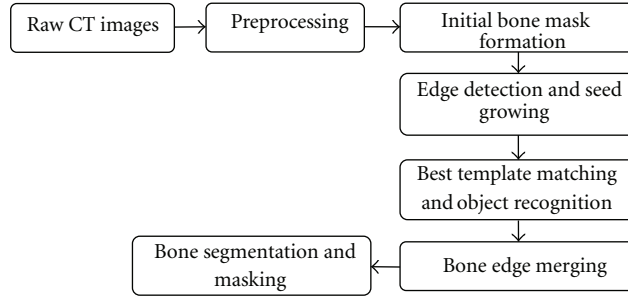 Raw CT images
Preprocessing
Initial bone mask
formation
Edge detection and seed
growing
Best template matching
and object recognition
Bone edge merging
Bone segmentation and
masking